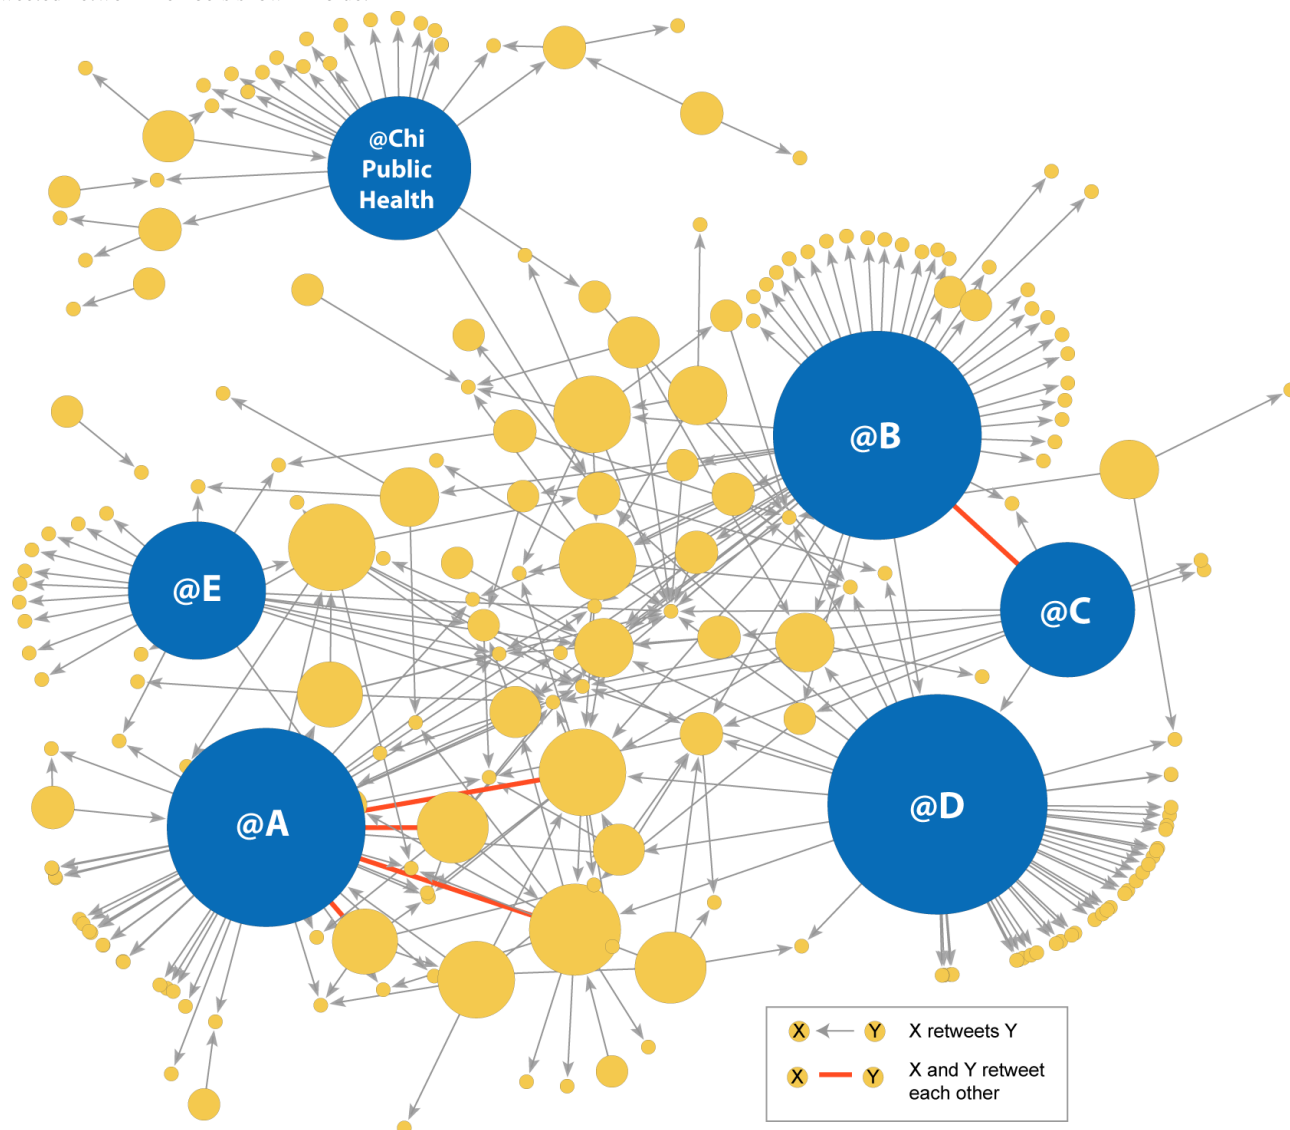 @Chi
Public
Health
@B
@E
@C
@A
@D
X Y X retweets Y
X Y X and Y retweet
each other